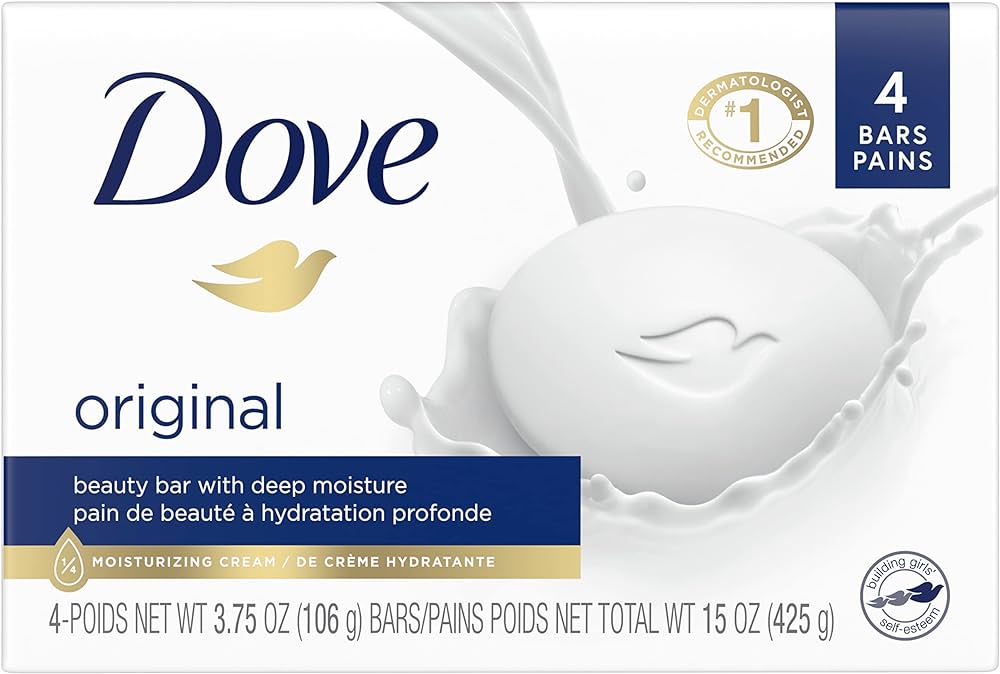 Dove
DERMATOLOGIST
#1
RECOMMENDED
4
BARS
PAINS
original
beauty bar with deep moisture
pain de beauté à hydratation profonde
1/4 MOISTURIZING CREAM / DE CRÈME HYDRATANTE
4-POIDS NET WT 3.75 OZ (106 g) BARS/PAINS POIDS NET TOTAL WT 15 OZ (425 g)
building girls'
self-esteem